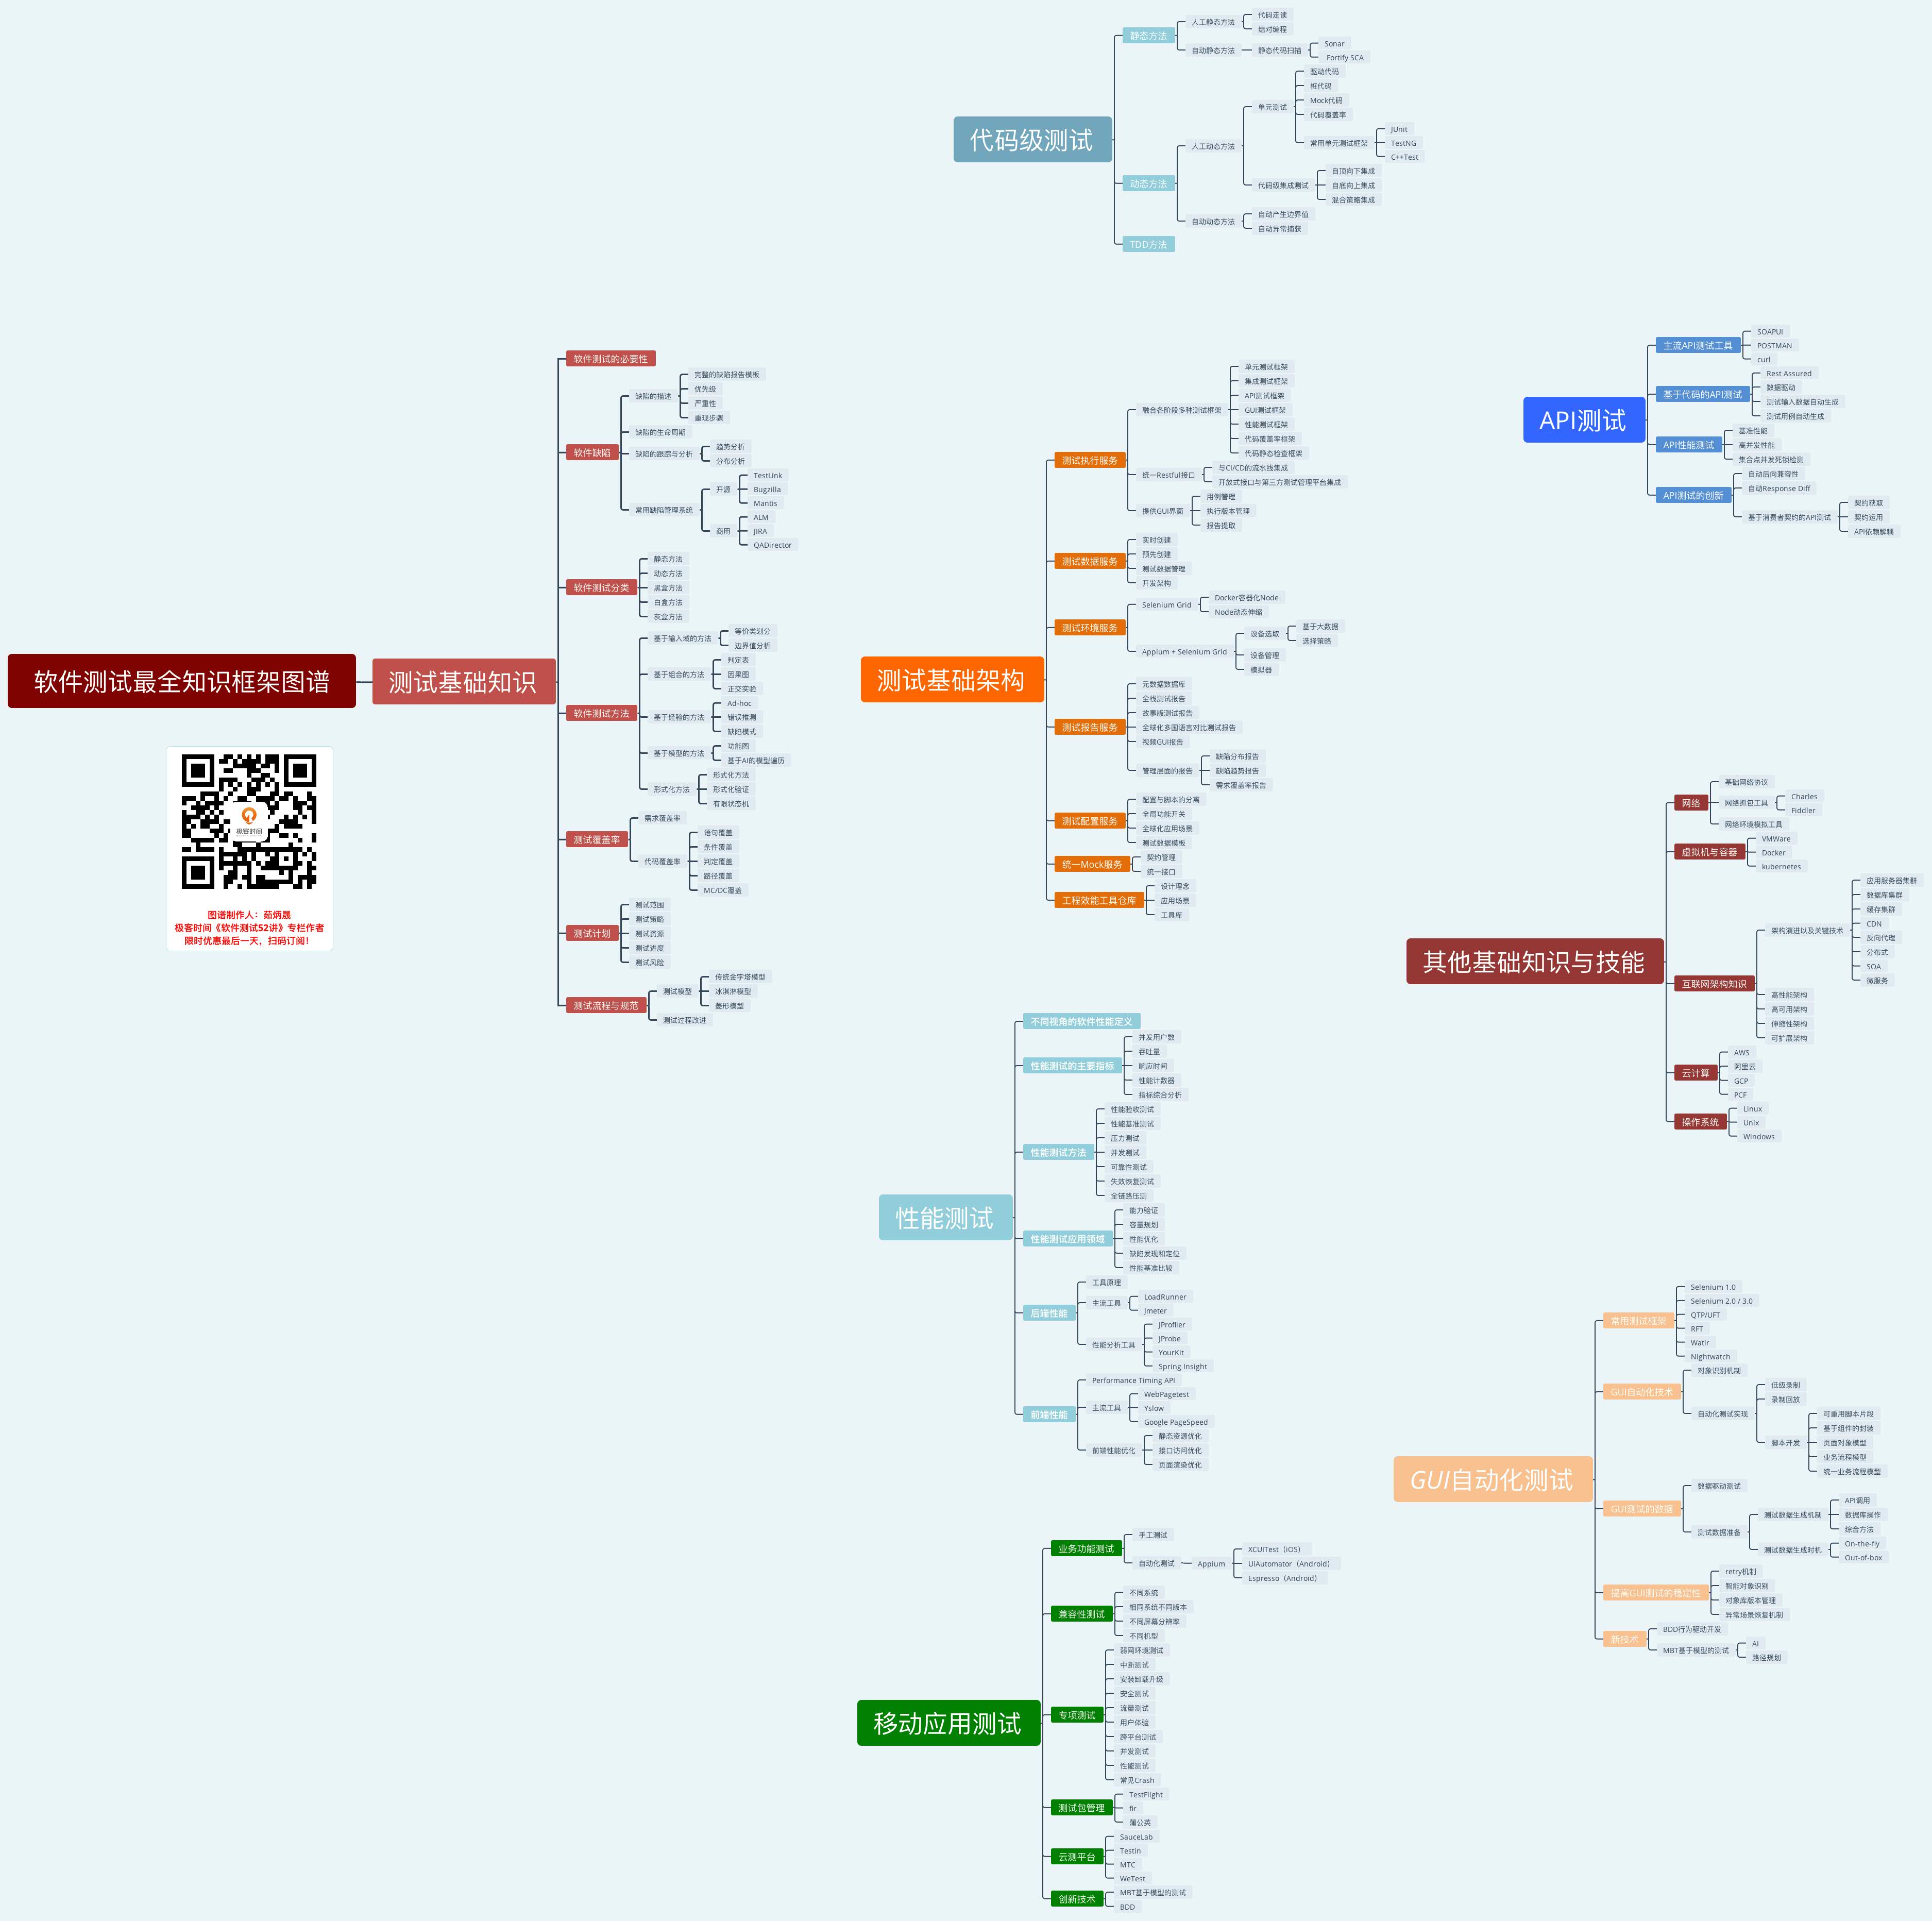 软件测试最全知识框架图谱
极客时间
图谱制作人：茹炳晟
极客时间《软件测试52讲》专栏作者
限时优惠最后一天，扫码订阅！
测试基础知识
软件测试的必要性
软件缺陷
缺陷的描述
完整的缺陷报告模板
优先级
严重性
重现步骤
缺陷的生命周期
缺陷的跟踪与分析
趋势分析
分布分析
常用缺陷管理系统
开源
TestLink
Bugzilla
Mantis
商用
ALM
JIRA
QADirector
软件测试分类
静态方法
动态方法
黑盒方法
白盒方法
灰盒方法
软件测试方法
基于输入域的方法
等价类划分
边界值分析
基于组合的方法
判定表
因果图
正交实验
基于经验的方法
Ad-hoc
错误推测
缺陷模式
基于模型的方法
功能图
基于AI的模型遍历
形式化方法
形式化方法
形式化验证
有限状态机
测试覆盖率
需求覆盖率
代码覆盖率
语句覆盖
条件覆盖
判定覆盖
路径覆盖
MC/DC覆盖
测试计划
测试范围
测试策略
测试资源
测试进度
测试风险
测试流程与规范
测试模型
传统金字塔模型
冰淇淋模型
菱形模型
测试过程改进
代码级测试
静态方法
人工静态方法
代码走读
结对编程
自动静态方法
静态代码扫描
Sonar
Fortify SCA
动态方法
人工动态方法
单元测试
驱动代码
桩代码
Mock代码
代码覆盖率
常用单元测试框架
JUnit
TestNG
C++Test
代码级集成测试
自顶向下集成
自底向上集成
混合策略集成
自动动态方法
自动产生边界值
自动异常捕获
TDD方法
测试基础架构
测试执行服务
融合各阶段多种测试框架
单元测试框架
集成测试框架
API测试框架
GUI测试框架
性能测试框架
代码覆盖率框架
代码静态检查框架
统一Restful接口
与CI/CD的流水线集成
开放式接口与第三方测试管理平台集成
提供GUI界面
用例管理
执行版本管理
报告提取
测试数据服务
实时创建
预先创建
测试数据管理
开发架构
测试环境服务
Selenium Grid
Docker容器化Node
Node动态伸缩
Appium + Selenium Grid
设备选取
基于大数据
选择策略
设备管理
模拟器
测试报告服务
元数据数据库
全栈测试报告
故事版测试报告
全球化多国语言对比测试报告
视频GUI报告
管理层面的报告
缺陷分布报告
缺陷趋势报告
需求覆盖率报告
测试配置服务
配置与脚本的分离
全局功能开关
全球化应用场景
测试数据模板
统一Mock服务
契约管理
统一接口
工程效能工具仓库
设计理念
应用场景
工具库
性能测试
不同视角的软件性能定义
性能测试的主要指标
并发用户数
吞吐量
响应时间
性能计数器
指标综合分析
性能测试方法
性能验收测试
性能基准测试
压力测试
并发测试
可靠性测试
失效恢复测试
全链路压测
性能测试应用领域
能力验证
容量规划
性能优化
缺陷发现和定位
性能基准比较
后端性能
工具原理
主流工具
LoadRunner
Jmeter
性能分析工具
JProfiler
JProbe
YourKit
Spring Insight
前端性能
Performance Timing API
主流工具
WebPagetest
Yslow
Google PageSpeed
前端性能优化
静态资源优化
接口访问优化
页面渲染优化
移动应用测试
业务功能测试
手工测试
自动化测试
Appium
XCUITest（iOS）
UIAutomator（Android）
Espresso（Android）
兼容性测试
不同系统
相同系统不同版本
不同屏幕分辨率
不同机型
专项测试
弱网环境测试
中断测试
安装卸载升级
安全测试
流量测试
用户体验
跨平台测试
并发测试
性能测试
常见Crash
测试包管理
TestFlight
fir
蒲公英
云测平台
SauceLab
Testin
MTC
WeTest
创新技术
MBT基于模型的测试
BDD
API测试
主流API测试工具
SOAPUI
POSTMAN
curl
基于代码的API测试
Rest Assured
数据驱动
测试输入数据自动生成
测试用例自动生成
API性能测试
基准性能
高并发性能
集合点并发死锁检测
API测试的创新
自动后向兼容性
自动Response Diff
基于消费者契约的API测试
契约获取
契约运用
API依赖解耦
其他基础知识与技能
网络
基础网络协议
网络抓包工具
Charles
Fiddler
网络环境模拟工具
虚拟机与容器
VMWare
Docker
kubernetes
互联网架构知识
架构演进以及关键技术
应用服务器集群
数据库集群
缓存集群
CDN
反向代理
分布式
SOA
微服务
高性能架构
高可用架构
伸缩性架构
可扩展架构
云计算
AWS
阿里云
GCP
PCF
操作系统
Linux
Unix
Windows
GUI自动化测试
常用测试框架
Selenium 1.0
Selenium 2.0 / 3.0
QTP/UFT
RFT
Watir
Nightwatch
GUI自动化技术
对象识别机制
自动化测试实现
低级录制
录制回放
脚本开发
可重用脚本片段
基于组件的封装
页面对象模型
业务流程模型
统一业务流程模型
GUI测试的数据
数据驱动测试
测试数据准备
测试数据生成机制
API调用
数据库操作
综合方法
测试数据生成时机
On-the-fly
Out-of-box
提高GUI测试的稳定性
retry机制
智能对象识别
对象库版本管理
异常场景恢复机制
新技术
BDD行为驱动开发
MBT基于模型的测试
AI
路径规划